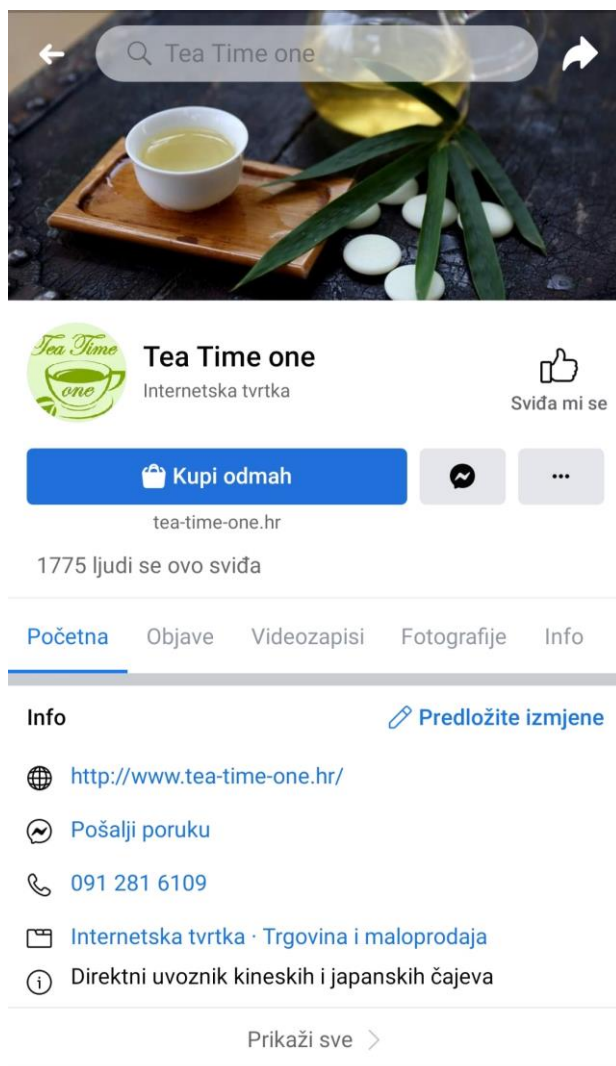 Tea Time one
Tea Time
one
Tea Time one
Internetska tvrtka
Sviđa mi se
Kupi odmah
tea-time-one.hr
1775 ljudi se ovo sviđa
Početna Objave Videozapisi Fotografije Info
Info Predložite izmjene
http://www.tea-time-one.hr/
Pošalji poruku
091 281 6109
Internetska tvrtka · Trgovina i maloprodaja
Direktni uvoznik kineskih i japanskih čajeva
Prikaži sve